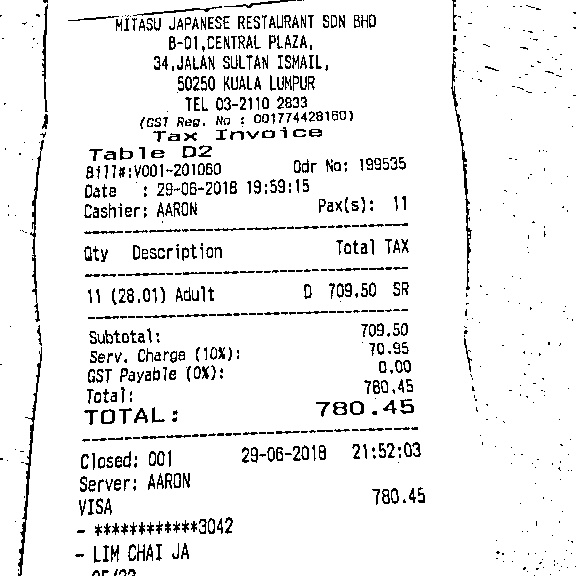 MITASU JAPANESE RESTAURANT SDN BHD
B-01,CENTRAL PLAZA,
34,JALAN SULTAN ISMAIL,
50250 KUALA LUMPUR
TEL 03-2110 2833
(GST Reg. No : 001774428160)
Tax Invoice
Table D2
Bill#:V001-201060 Odr No: 199535
Date : 29-06-2018 19:59:15
Cashier: AARON Pax(s): 11
Qty Description Total TAX
11 (28,01) Adult D 709.50 SR
Subtotal: 709.50
Serv. Charge (10%): 70.95
GST Payable (0%): 0.00
Total: 780.45
TOTAL: 780.45
Closed: 001 29-06-2018 21:52:03
Server: AARON
VISA 780.45
- ************3042
- LIM CHAI JA